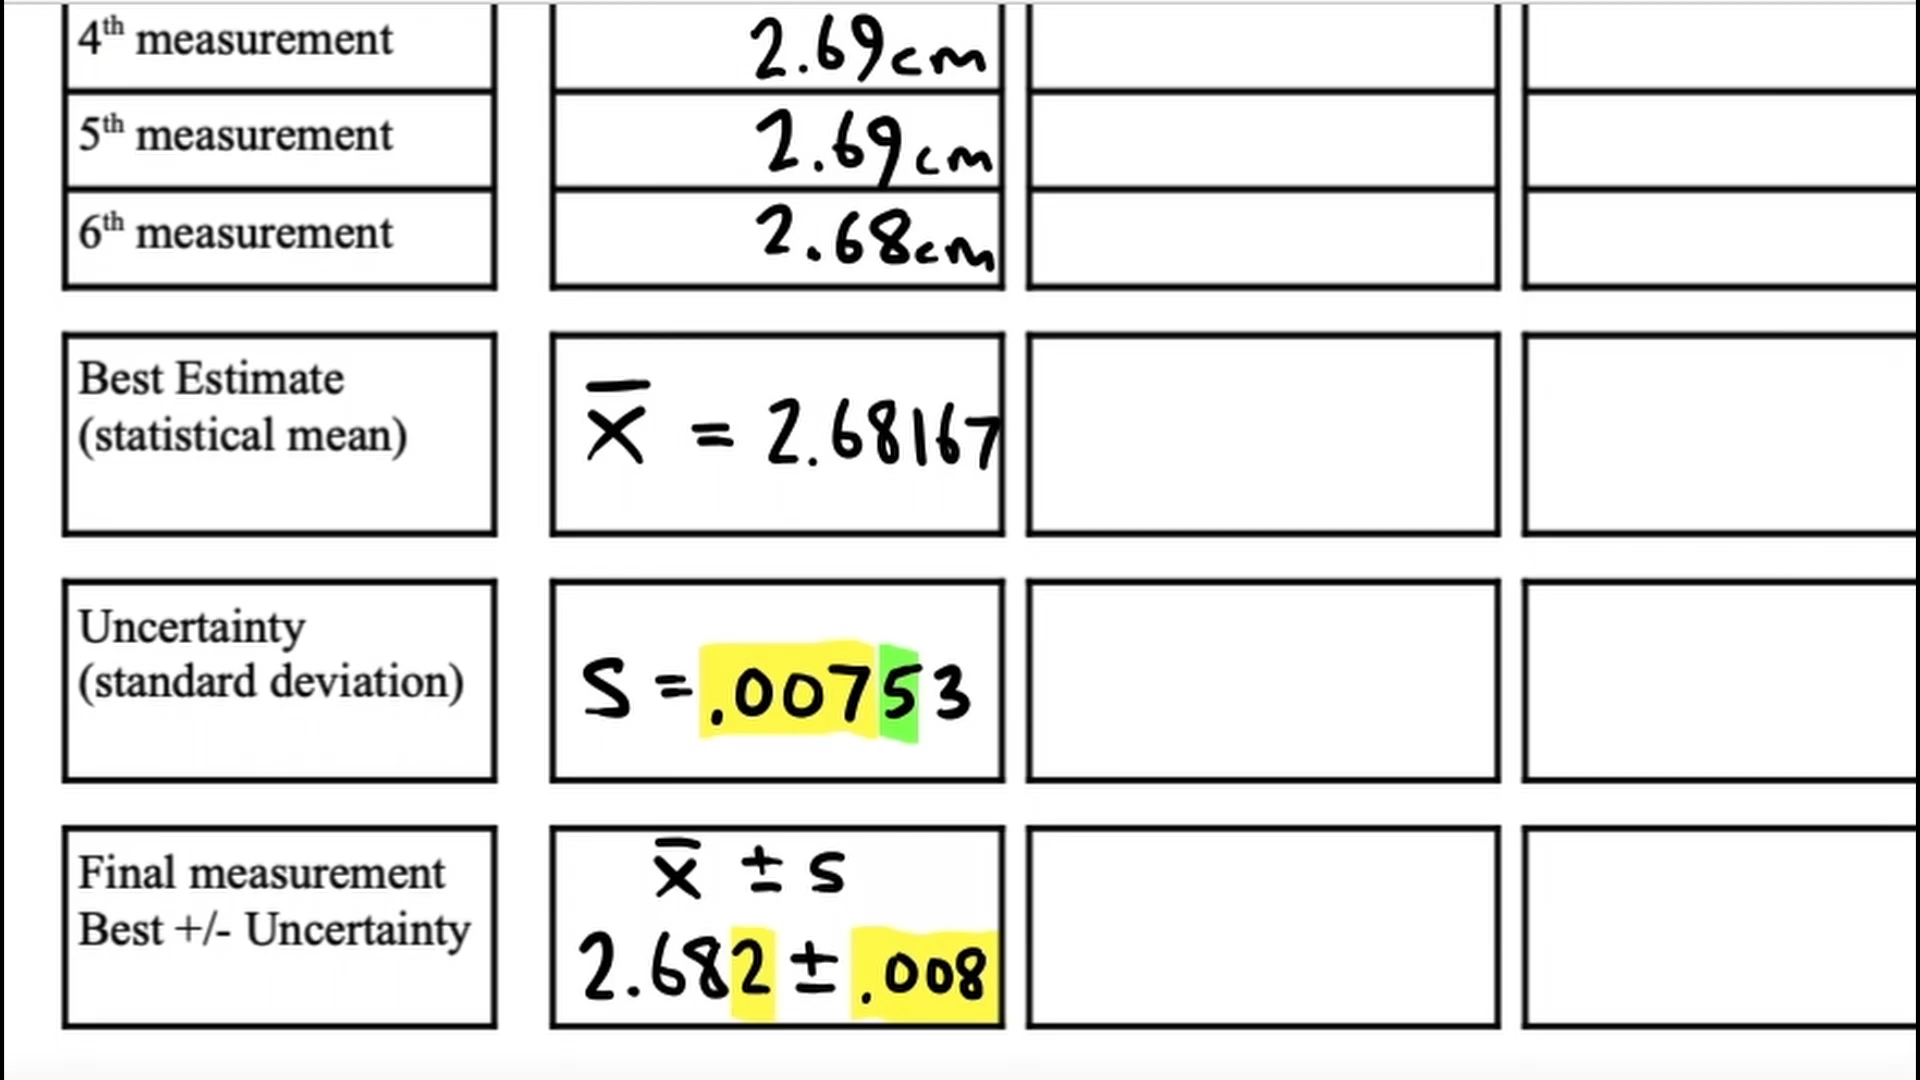 4th measurement 2.69cm
5th measurement 2.69cm
6th measurement 2.68cm
Best Estimate
(statistical mean)
x̅ = 2.68167
Uncertainty
(standard deviation)
S = .00753
Final measurement
Best +/- Uncertainty
x̅ ± s
2.682 ± .008